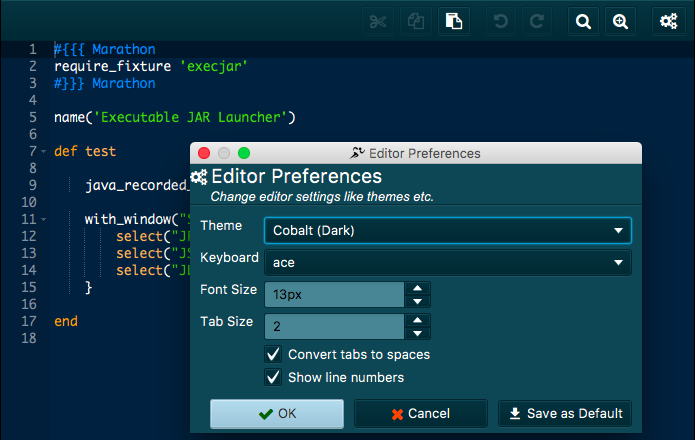 1 #{{{ Marathon
2 require_fixture 'execjar'
3 #}}} Marathon
4
5 name('Executable JAR Launcher')
6
7 def test
8
9 java_recorded_
10
11 with_window("
12 select("
13 select("
14 select("
15 }
16
17 end
18
Editor Preferences
Editor Preferences
Change editor settings like themes etc.
Theme Cobalt (Dark)
Keyboard ace
Font Size 13px
Tab Size 2
Convert tabs to spaces
Show line numbers
OK Cancel Save as Default